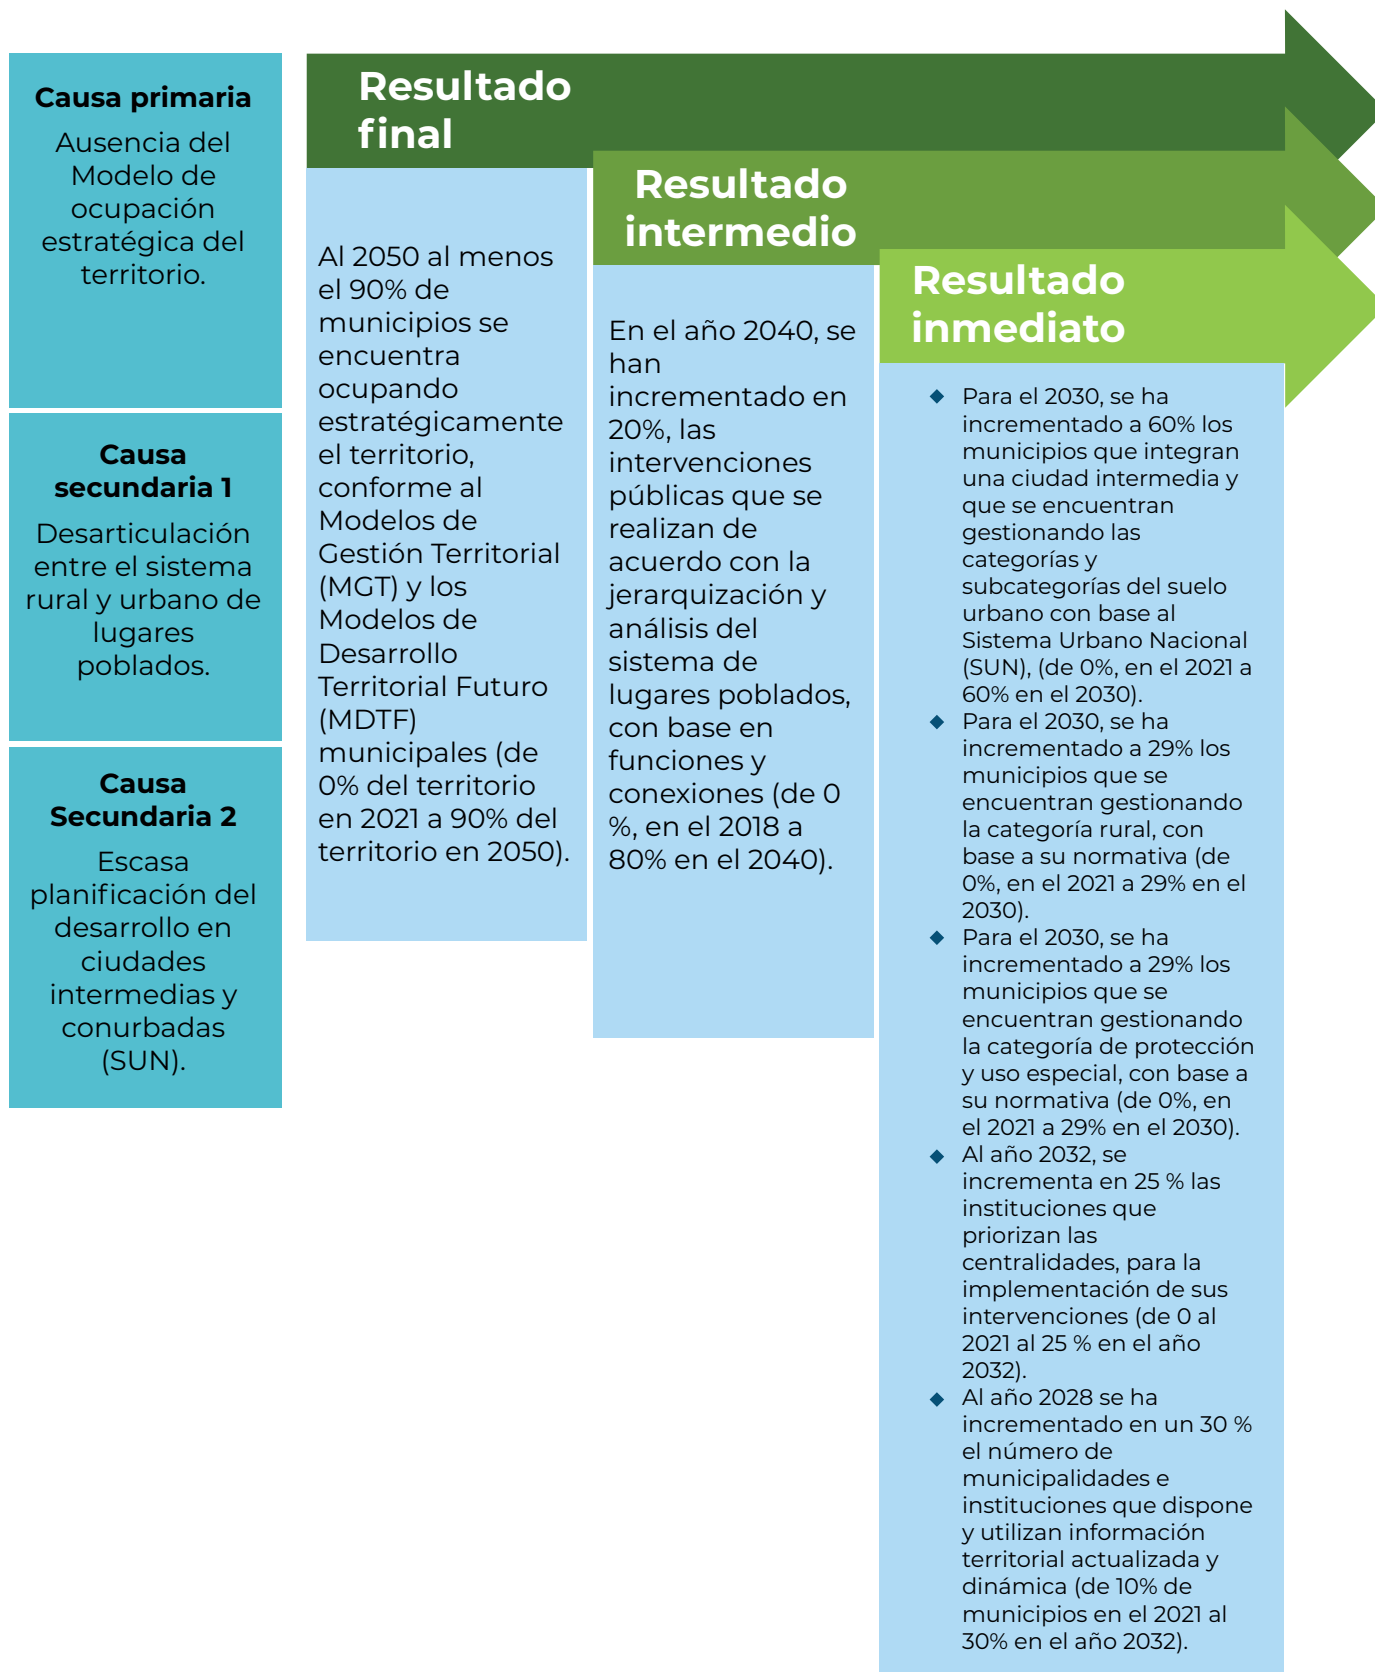 Causa primaria
Ausencia del
Modelo de
ocupación
estratégica del
territorio.
Causa
secundaria 1
Desarticulación
entre el sistema
rural y urbano de
lugares
poblados.
Causa
Secundaria 2
Escasa
planificación del
desarrollo en
ciudades
intermedias y
conurbadas
(SUN).
Resultado
final
Al 2050 al menos
el 90% de
municipios se
encuentra
ocupando
estratégicamente
el territorio,
conforme al
Modelos de
Gestión Territorial
(MGT) y los
Modelos de
Desarrollo
Territorial Futuro
(MDTF)
municipales (de
0% del territorio
en 2021 a 90% del
territorio en 2050).
Resultado
intermedio
En el año 2040, se
han
incrementado en
20%, las
intervenciones
públicas que se
realizan de
acuerdo con la
jerarquización y
análisis del
sistema de
lugares poblados,
con base en
funciones y
conexiones (de 0
%, en el 2018 a
80% en el 2040).
Resultado
inmediato
◆ Para el 2030, se ha
incrementado a 60% los
municipios que integran
una ciudad intermedia y
que se encuentran
gestionando las
categorías y
subcategorías del suelo
urbano con base al
Sistema Urbano Nacional
(SUN), (de 0%, en el 2021 a
60% en el 2030).
◆ Para el 2030, se ha
incrementado a 29% los
municipios que se
encuentran gestionando
la categoría rural, con
base a su normativa (de
0%, en el 2021 a 29% en el
2030).
◆ Para el 2030, se ha
incrementado a 29% los
municipios que se
encuentran gestionando
la categoría de protección
y uso especial, con base a
su normativa (de 0%, en
el 2021 a 29% en el 2030).
◆ Al año 2032, se
incrementa en 25 % las
instituciones que
priorizan las
centralidades, para la
implementación de sus
intervenciones (de 0 al
2021 al 25 % en el año
2032).
◆ Al año 2028 se ha
incrementado en un 30 %
el número de
municipalidades e
instituciones que dispone
y utilizan información
territorial actualizada y
dinámica (de 10% de
municipios en el 2021 al
30% en el año 2032).